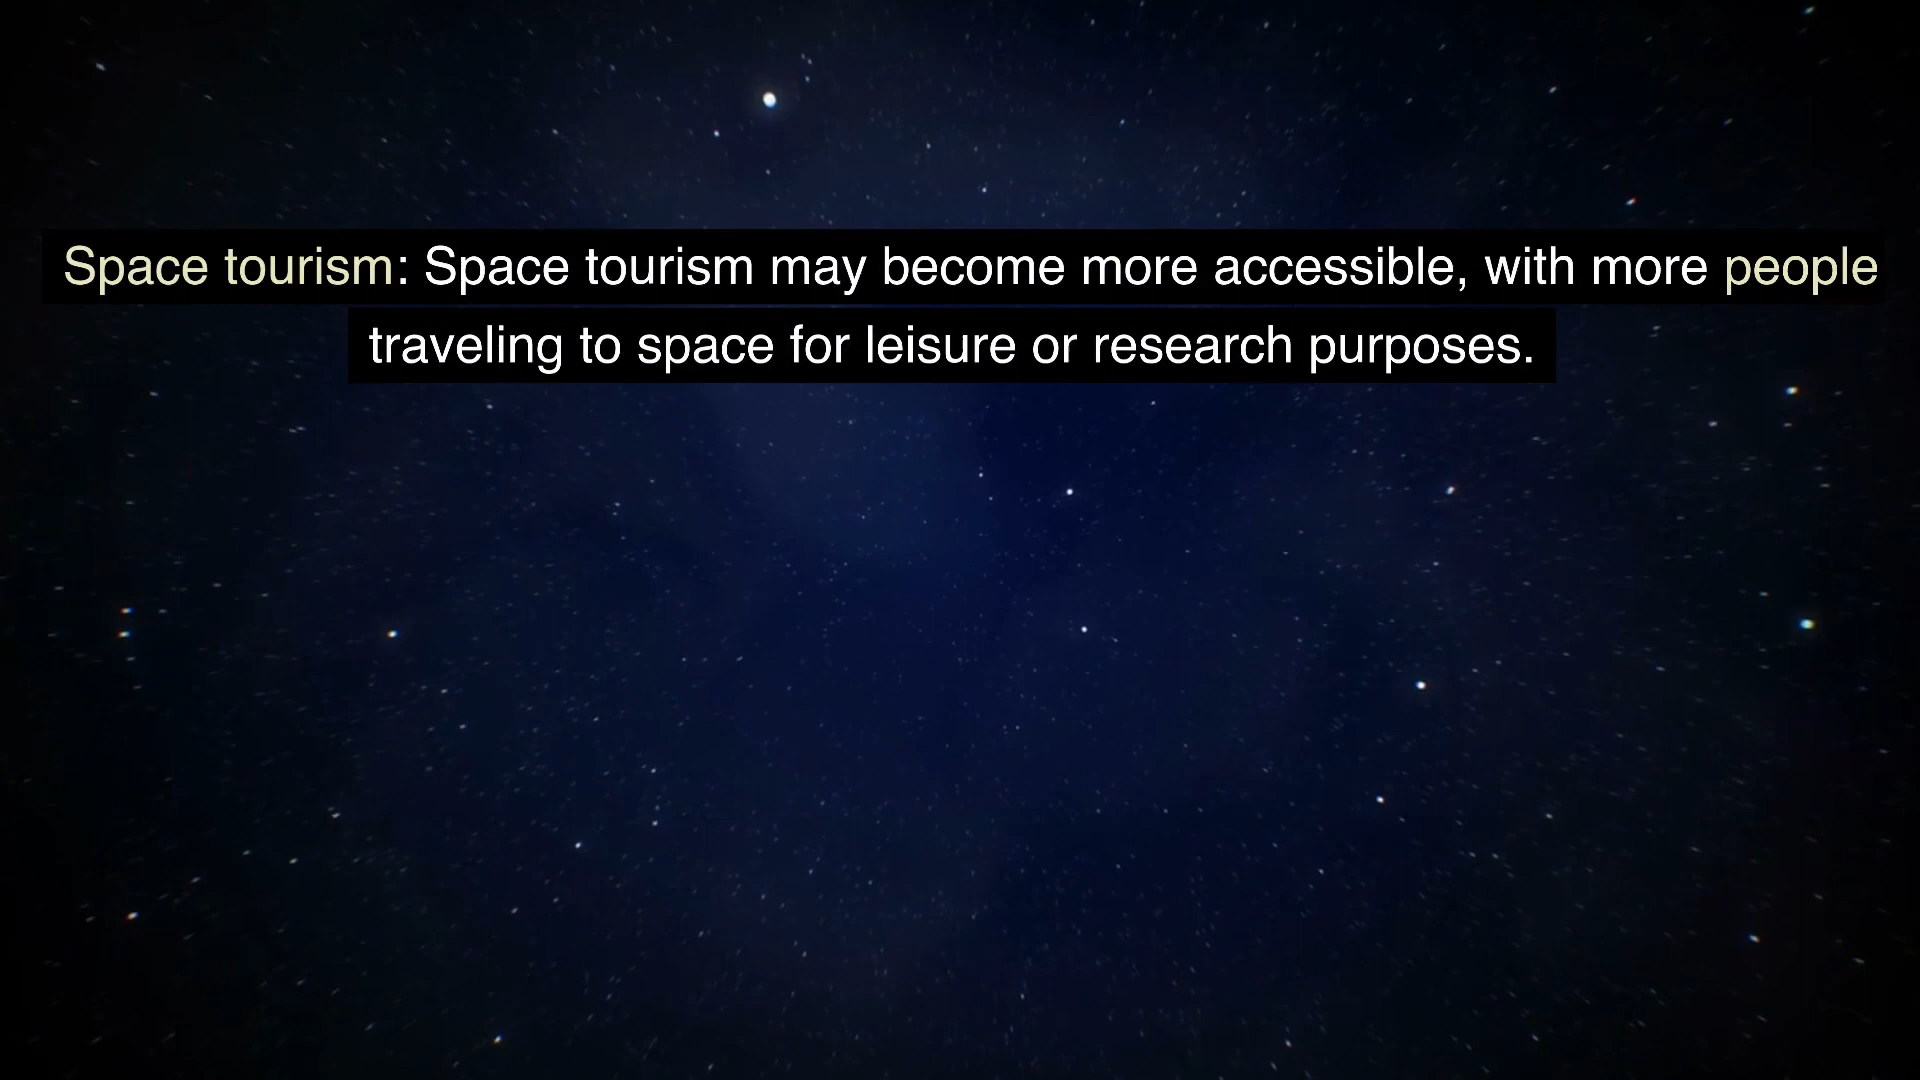 Space tourism: Space tourism may become more accessible, with more people
traveling to space for leisure or research purposes.